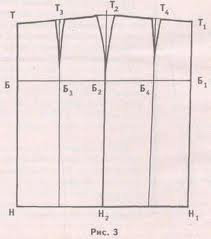 Т Т3 Т2 Т4 Т1
Б Б3 Б2 Б4 Б1
Н Н2 Н1
Рис. 3